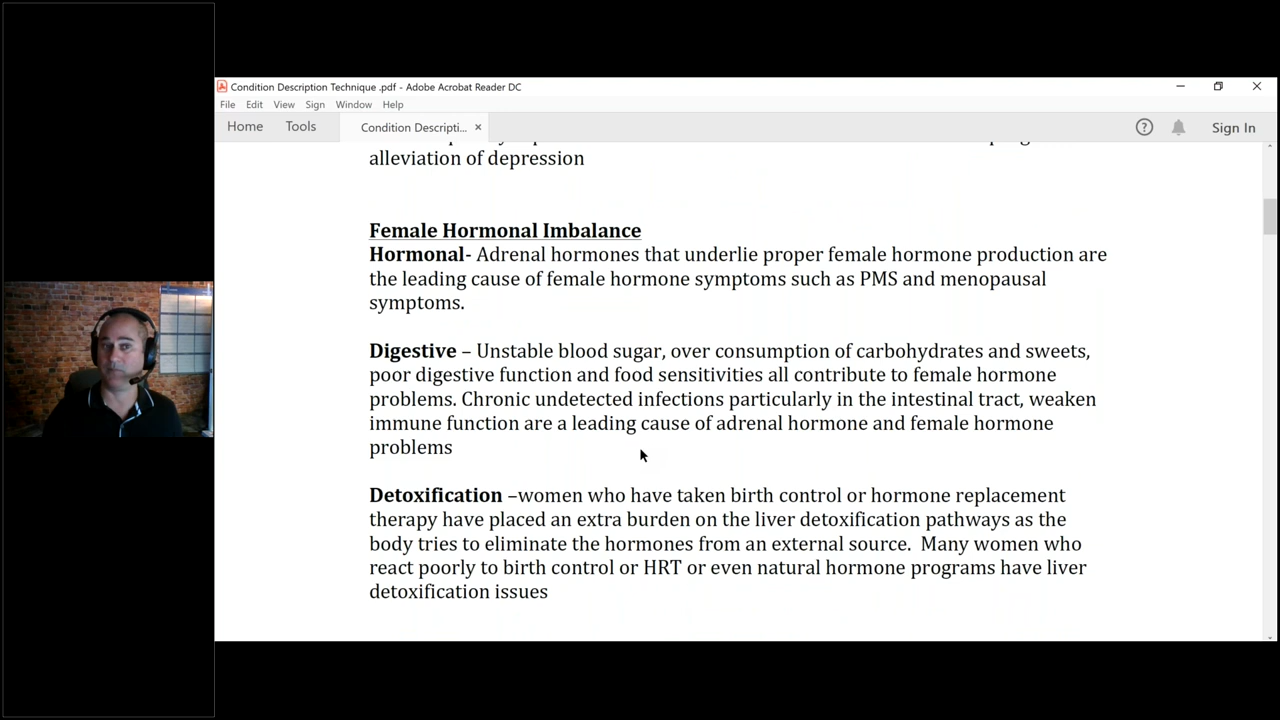 Condition Description Technique .pdf - Adobe Acrobat Reader DC
File Edit View Sign Window Help
Home Tools Condition Descripti... Sign In
alleviation of depression
Female Hormonal Imbalance
Hormonal- Adrenal hormones that underlie proper female hormone production are
the leading cause of female hormone symptoms such as PMS and menopausal
symptoms.
Digestive – Unstable blood sugar, over consumption of carbohydrates and sweets,
poor digestive function and food sensitivities all contribute to female hormone
problems. Chronic undetected infections particularly in the intestinal tract, weaken
immune function are a leading cause of adrenal hormone and female hormone
problems
Detoxification –women who have taken birth control or hormone replacement
therapy have placed an extra burden on the liver detoxification pathways as the
body tries to eliminate the hormones from an external source.  Many women who
react poorly to birth control or HRT or even natural hormone programs have liver
detoxification issues